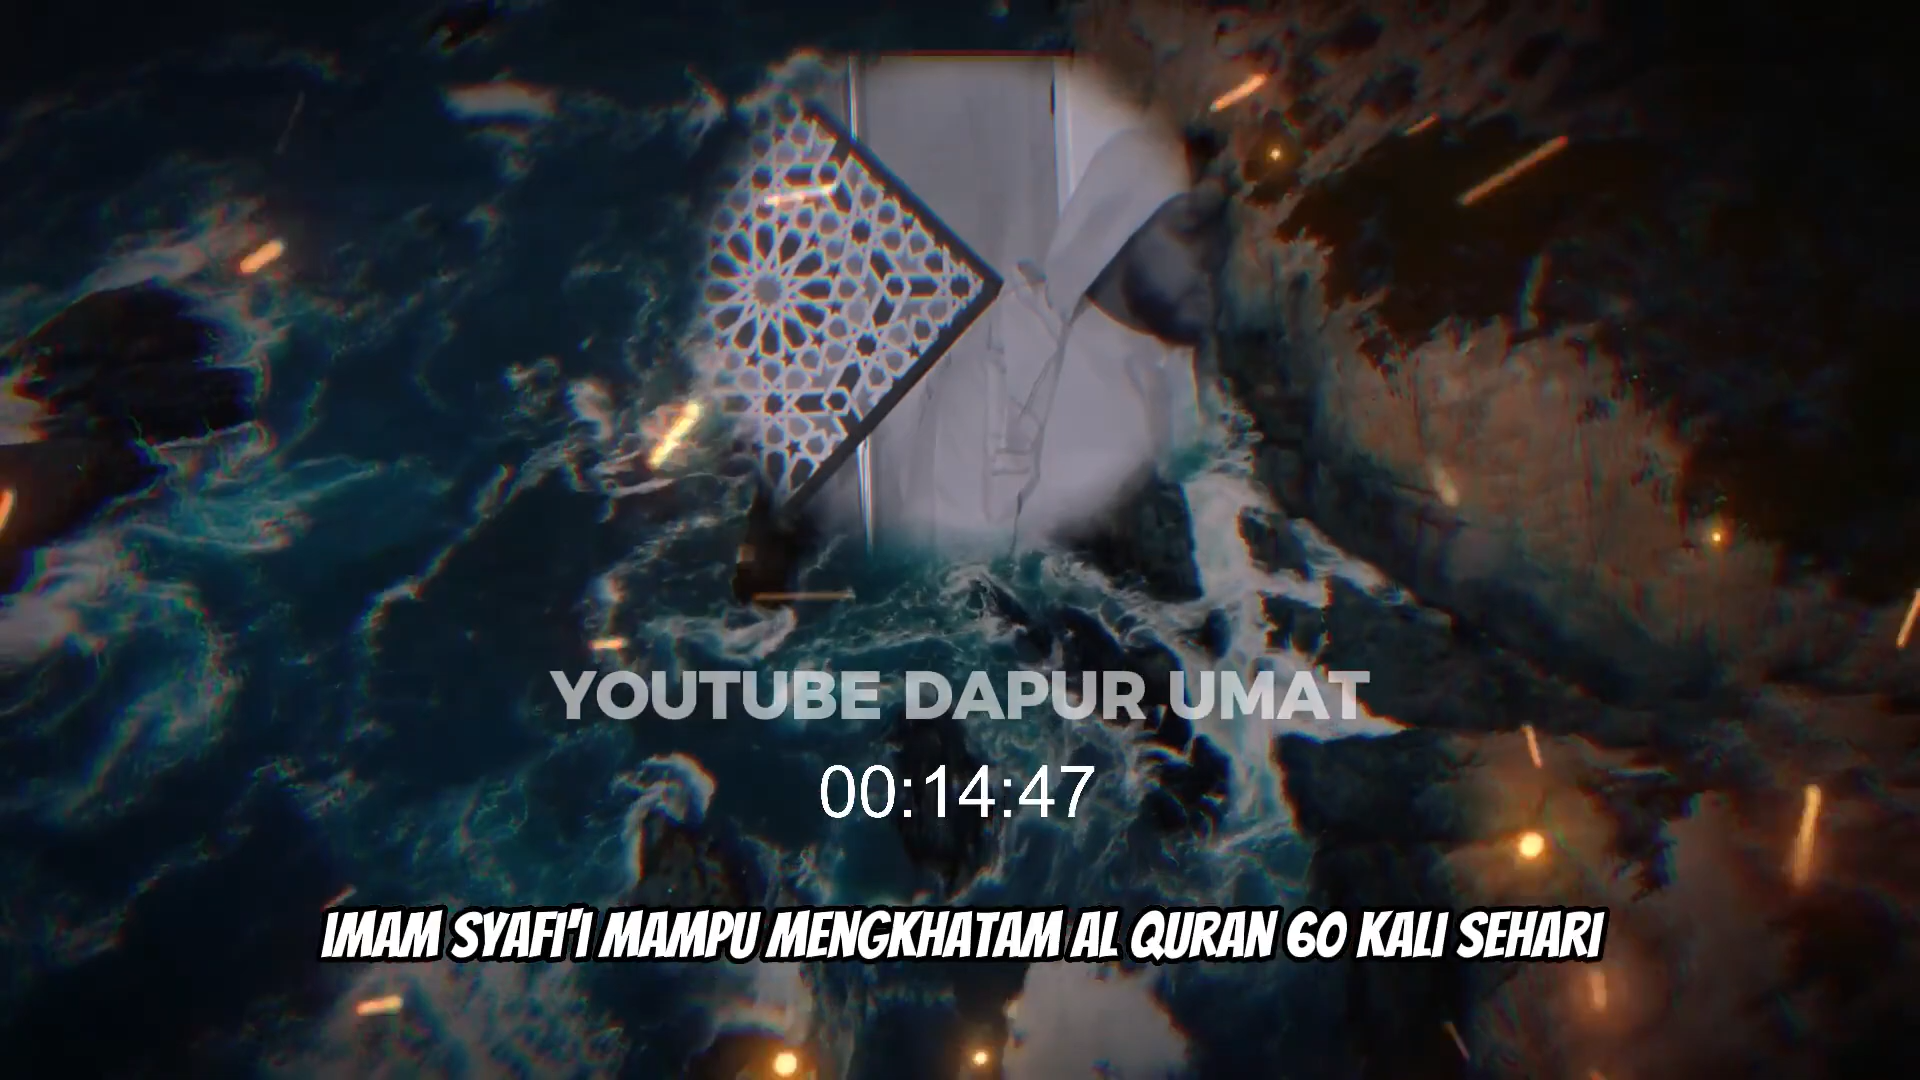 YOUTUBE DAPUR UMAT
00:14:47
IMAM SYAFI'I MAMPU MENGKHATAM AL QURAN 60 KALI SEHARI